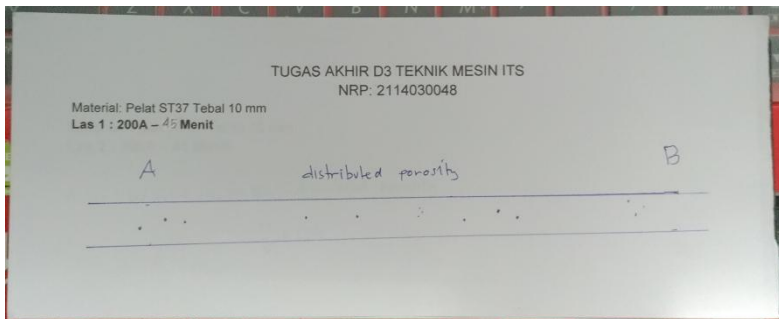 TUGAS AKHIR D3 TEKNIK MESIN ITS
NRP: 2114030048
Material: Pelat ST37 Tebal 10 mm
Las 1 : 200A – 45 Menit
A distributed porosity B